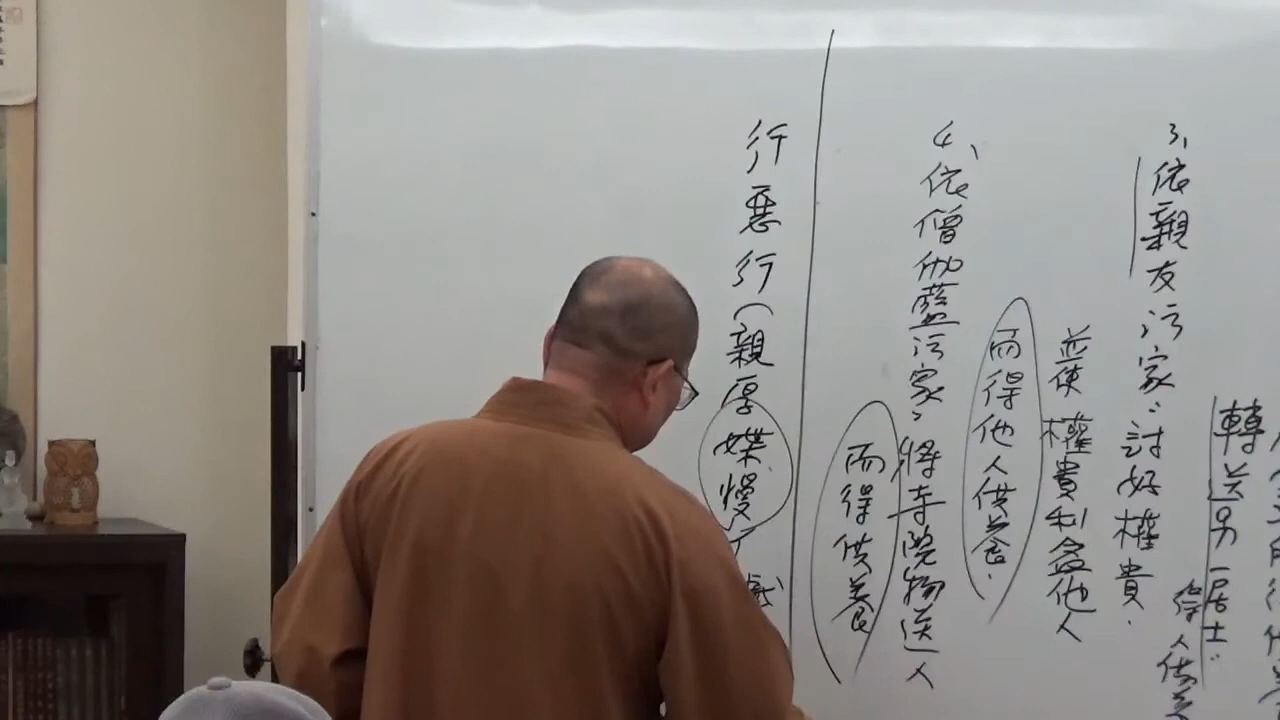 轉送另一居士：
得人供養
3、依親友污家：討好權貴．
並使權貴利益他人
而得他人供養．
4、依僧伽藍污家：將寺院物送人
而得供養
行惡行（親厚媟慢）
戲